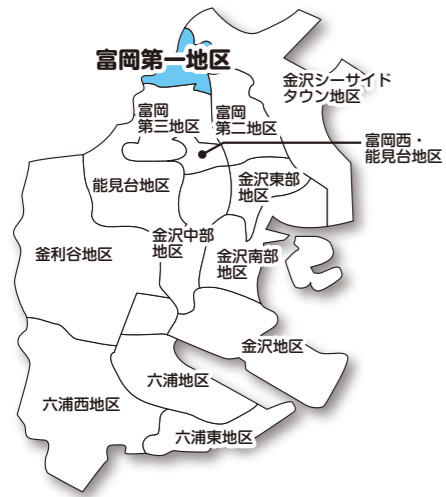 富岡第一地区
金沢シーサイド
タウン地区
富岡
第三地区
富岡
第二地区
富岡西・
能見台地区
能見台地区
金沢東部
地区
金沢中部
地区
釜利谷地区
金沢南部
地区
金沢地区
六浦地区
六浦西地区
六浦東地区